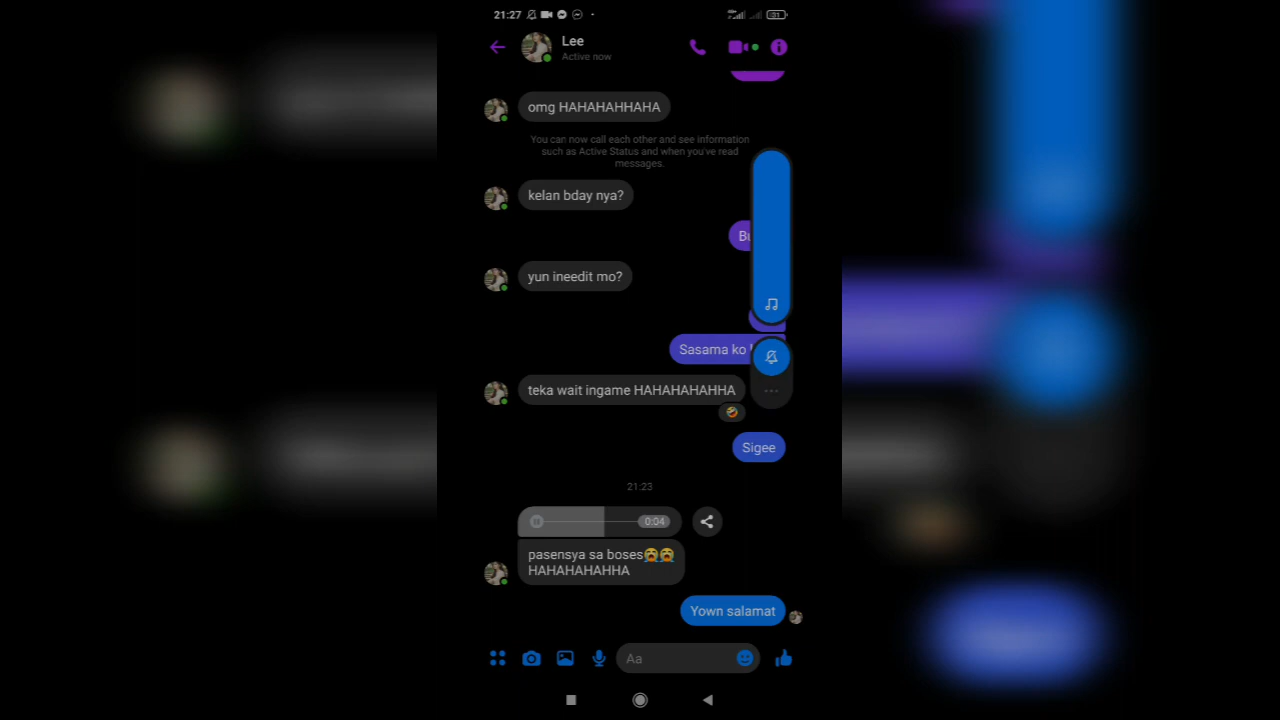 21:27
31
Lee
Active now
omg HAHAHAHHAHA
You can now call each other and see information
such as Active Status and when you've read
messages.
kelan bday nya?
yun ineedit mo?
Sasama ko
teka wait ingame HAHAHAHAHHA
Sigee
21:23
0:04
pasensya sa boses😭😭
HAHAHAHAHHA
Yown salamat
Aa